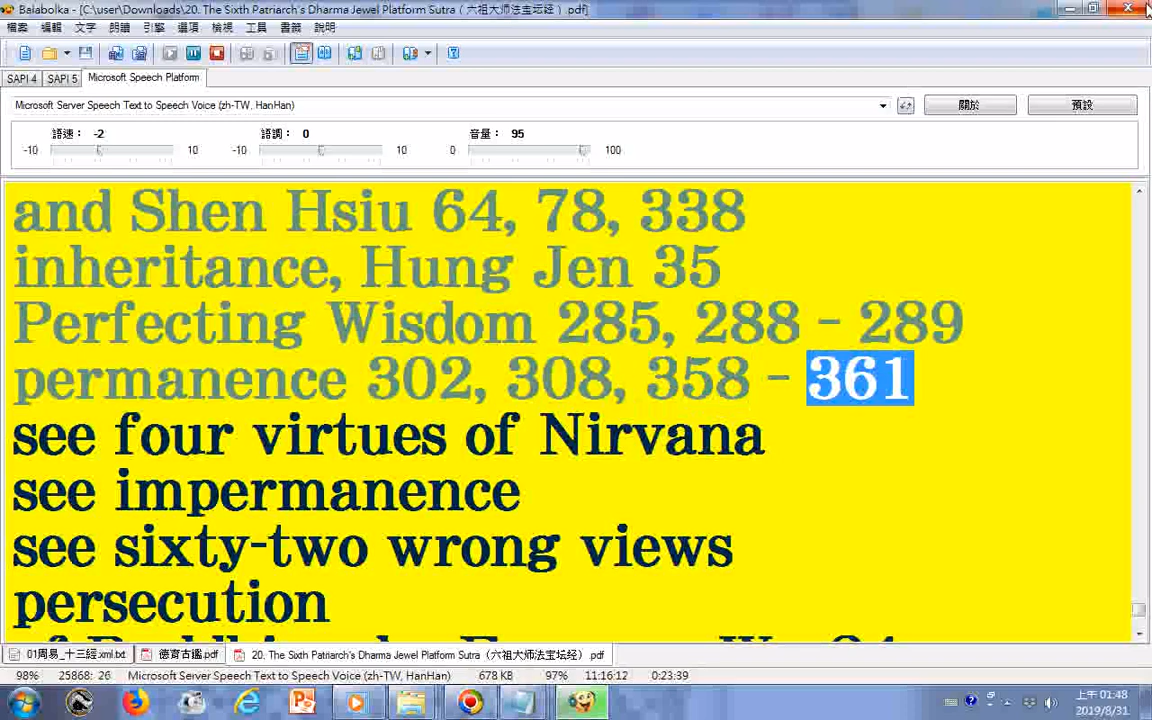 Balabolka - [C:\user\Downloads\20. The Sixth Patriarch's Dharma Jewel Platform Sutra（六祖大师法宝坛经）pdf]
檔案 編輯 文字 朗讀 引擎 選項 檢視 工具 書籤 說明
SAPI 4 SAPI 5 Microsoft Speech Platform
Microsoft Server Speech Text to Speech Voice (zh-TW, HanHan) 關於 預設
語速： -2 語調： 0 音量： 95
-10 10 -10 10 0 100
and Shen Hsiu 64, 78, 338
inheritance, Hung Jen 35
Perfecting Wisdom 285, 288 - 289
permanence 302, 308, 358 - 361
see four virtues of Nirvana
see impermanence
see sixty-two wrong views
persecution
01周易_十三經.xml.txt 德育古鑑.pdf 20. The Sixth Patriarch's Dharma Jewel Platform Sutra（六祖大师法宝坛经）.pdf
98% 25868: 26 Microsoft Server Speech Text to Speech Voice (zh-TW, HanHan) 678 KB 97% 11:16:12 0:23:39
上午 01:48
2019/8/31